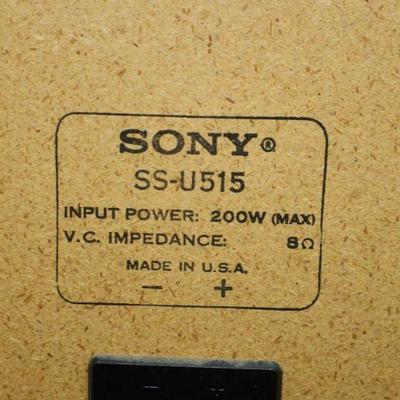 SONY®
SS-U515
INPUT POWER: 200W (MAX)
V.C. IMPEDANCE: 8Ω
MADE IN U.S.A.
− +
− +